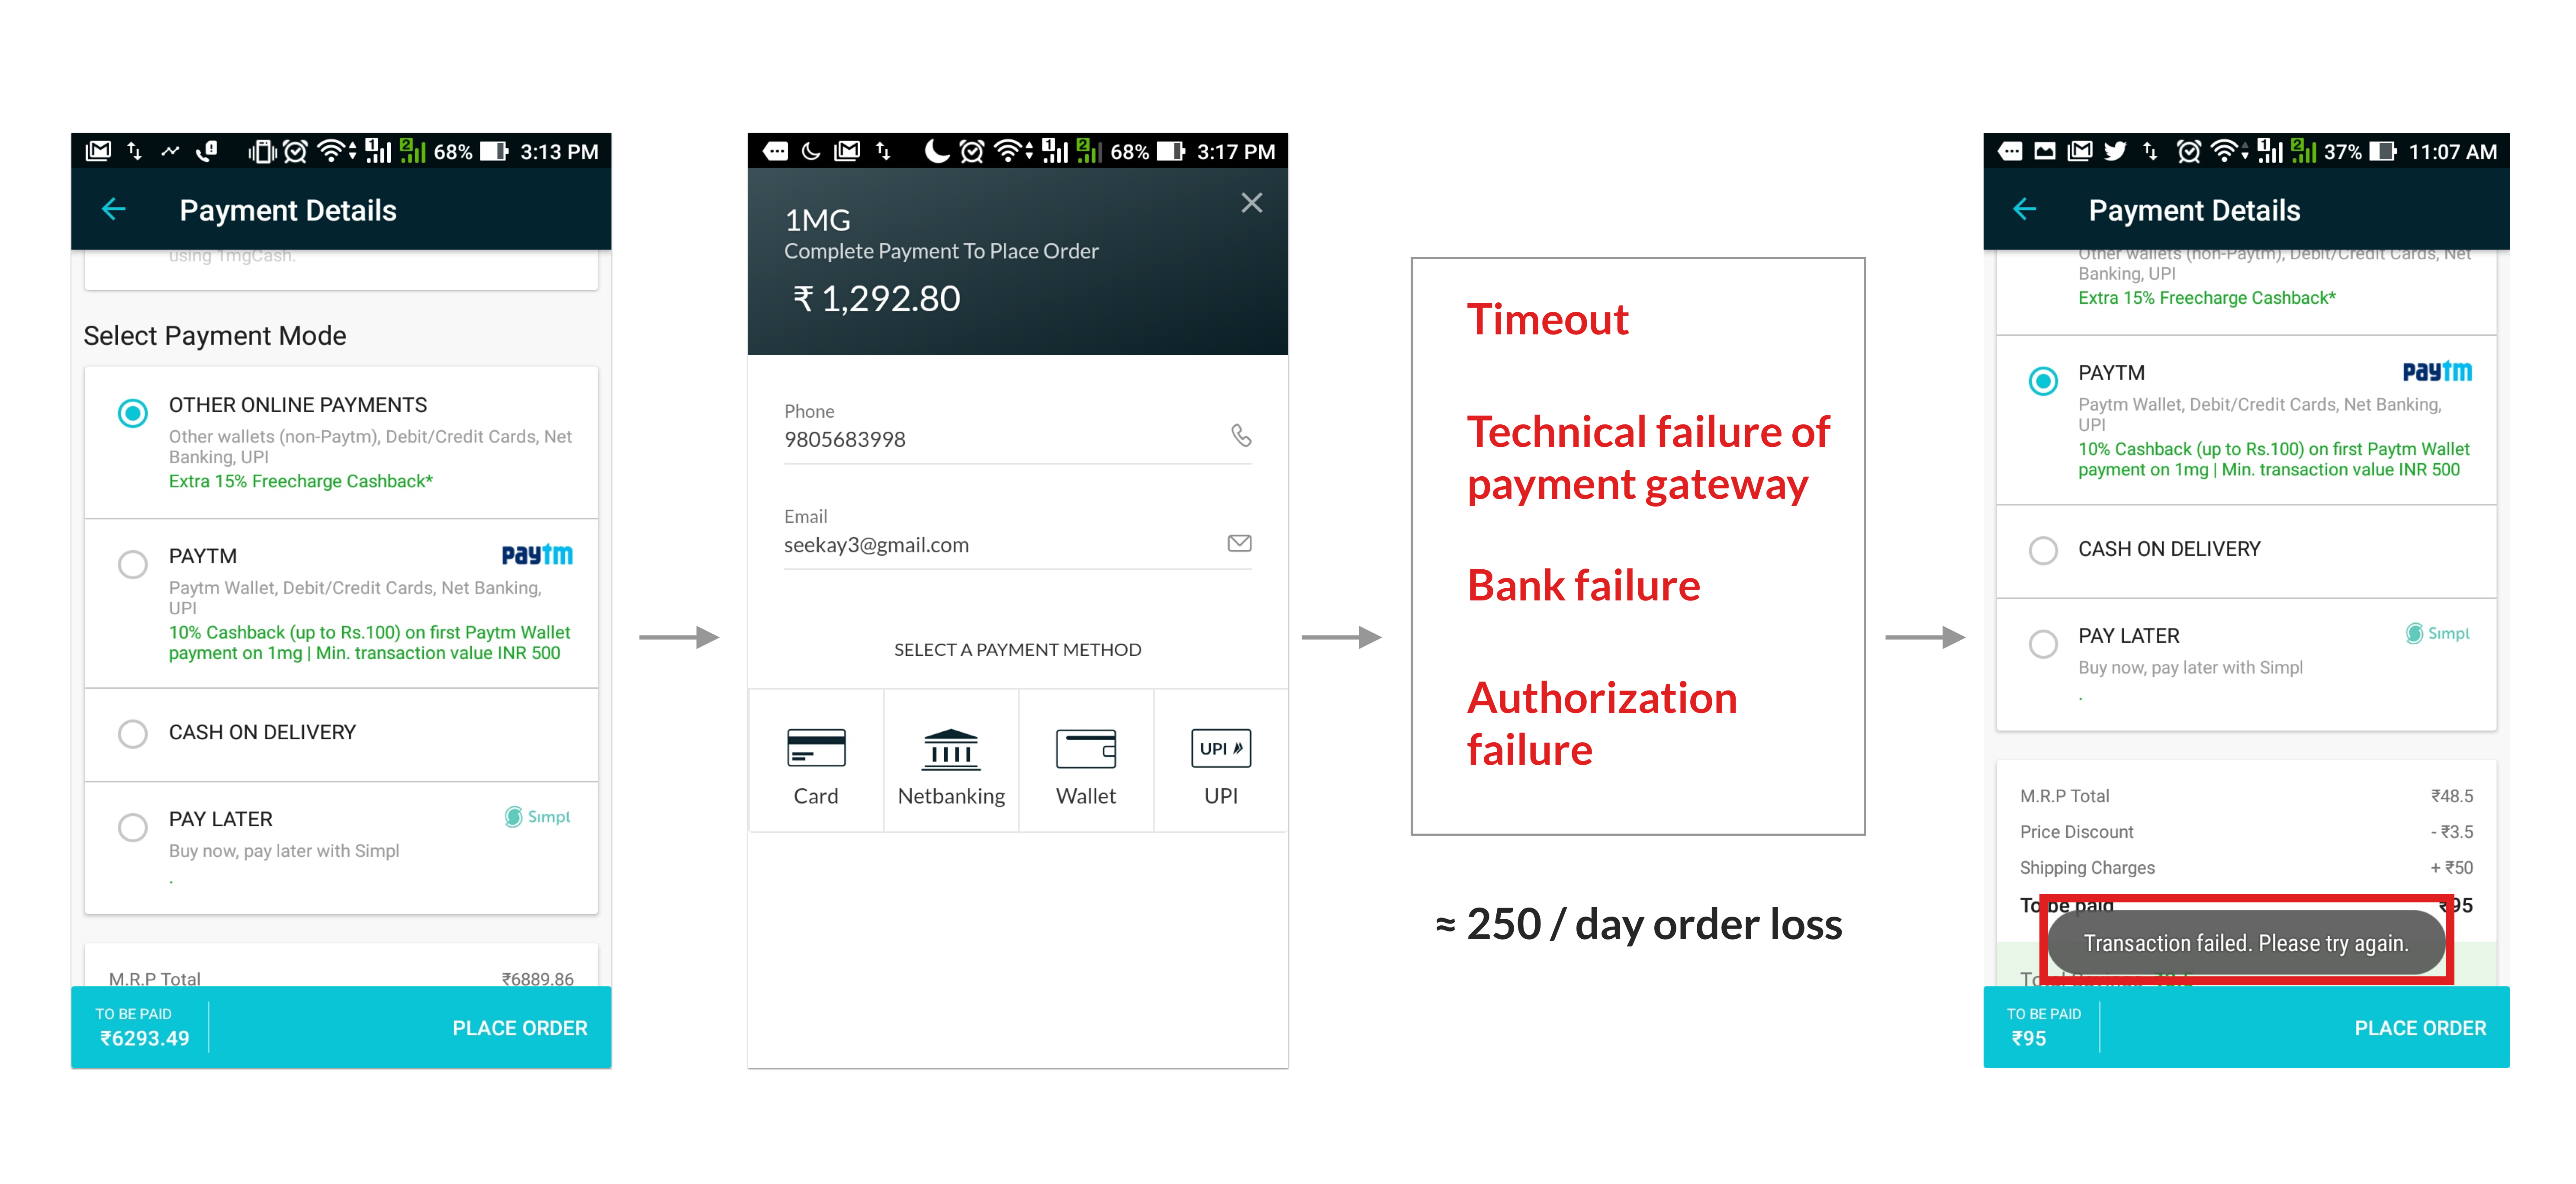 68% 3:13 PM
Payment Details
using 1mgCash.
Select Payment Mode
OTHER ONLINE PAYMENTS
Other wallets (non-Paytm), Debit/Credit Cards, Net
Banking, UPI
Extra 15% Freecharge Cashback*
PAYTM paytm
Paytm Wallet, Debit/Credit Cards, Net Banking,
UPI
10% Cashback (up to Rs.100) on first Paytm Wallet
payment on 1mg | Min. transaction value INR 500
CASH ON DELIVERY
PAY LATER Simpl
Buy now, pay later with Simpl
.
M.R.P Total ₹6889.86
TO BE PAID
₹6293.49
PLACE ORDER
68% 3:17 PM
1MG
Complete Payment To Place Order
₹ 1,292.80
Phone
9805683998
Email
seekay3@gmail.com
SELECT A PAYMENT METHOD
UPI
Card Netbanking Wallet UPI
Timeout
Technical failure of
payment gateway
Bank failure
Authorization
failure
≈ 250 / day order loss
37% 11:07 AM
Payment Details
Other wallets (non-Paytm), Debit/Credit Cards, Net
Banking, UPI
Extra 15% Freecharge Cashback*
PAYTM paytm
Paytm Wallet, Debit/Credit Cards, Net Banking,
UPI
10% Cashback (up to Rs.100) on first Paytm Wallet
payment on 1mg | Min. transaction value INR 500
CASH ON DELIVERY
PAY LATER Simpl
Buy now, pay later with Simpl
.
M.R.P Total ₹48.5
Price Discount - ₹3.5
Shipping Charges + ₹50
To be paid ₹95
Transaction failed. Please try again.
TO BE PAID
₹95
PLACE ORDER